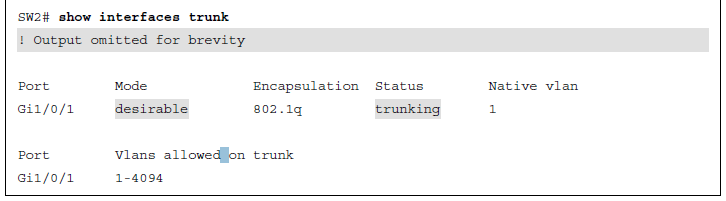 SW2# show interfaces trunk
! Output omitted for brevity
Port Mode Encapsulation Status Native vlan
Gi1/0/1 desirable 802.1q trunking 1
Port Vlans allowed on trunk
Gi1/0/1 1-4094